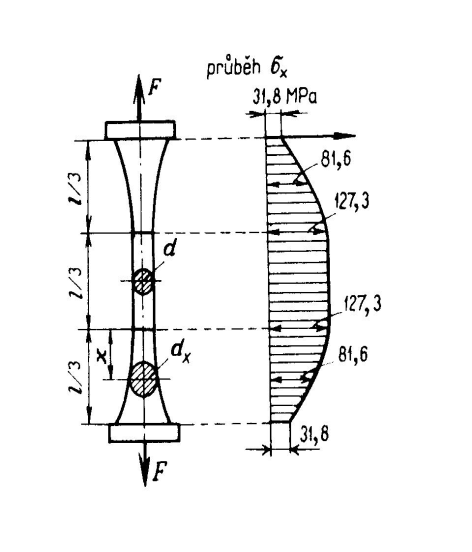 průběh σₓ
31,8 MPa
F
81,6
127,3
l/3
d
l/3
127,3
x
dₓ
81,6
l/3
31,8
F